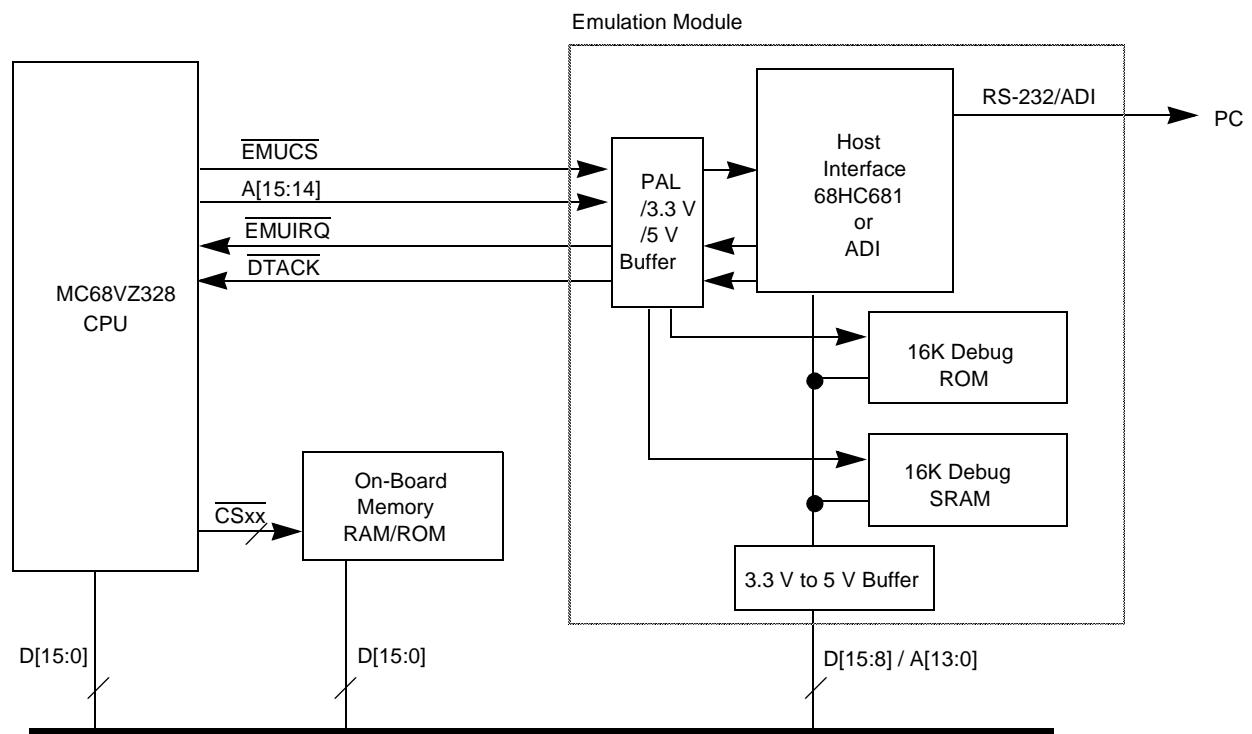 Emulation Module
RS-232/ADI
PC
EMUCS
A[15:14]
EMUIRQ
DTACK
PAL
/3.3 V
/5 V
Buffer
Host
Interface
68HC681
or
ADI
MC68VZ328
CPU
16K Debug
ROM
16K Debug
SRAM
CSxx
On-Board
Memory
RAM/ROM
3.3 V to 5 V Buffer
D[15:0]
D[15:0]
D[15:8] / A[13:0]